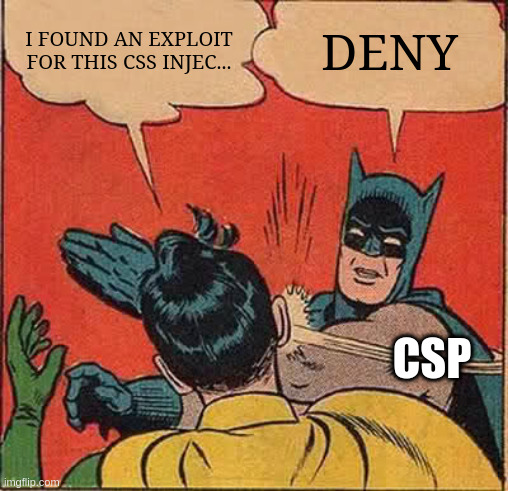 I FOUND AN EXPLOIT
FOR THIS CSS INJEC...
DENY
CSP
imgflip.com